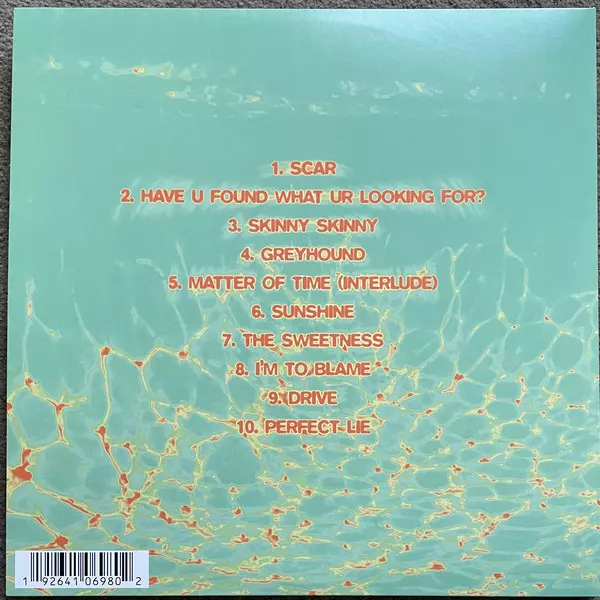 1. SCAR
2. HAVE U FOUND WHAT UR LOOKING FOR?
3. SKINNY SKINNY
4. GREYHOUND
5. MATTER OF TIME (INTERLUDE)
6. SUNSHINE
7. THE SWEETNESS
8. I'M TO BLAME
9. DRIVE
10. PERFECT LIE
1 92641 06980 2